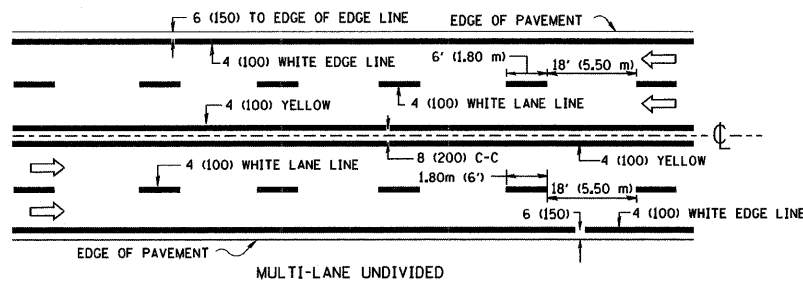 6 (150) TO EDGE OF EDGE LINE
EDGE OF PAVEMENT
4 (100) WHITE EDGE LINE
6' (1.80 m)
18' (5.50 m)
4 (100) YELLOW
4 (100) WHITE LANE LINE
℄
4 (100) WHITE LANE LINE
8 (200) C-C
4 (100) YELLOW
1.80m (6')
18' (5.50 m)
6 (150)
4 (100) WHITE EDGE LINE
EDGE OF PAVEMENT
MULTI-LANE UNDIVIDED